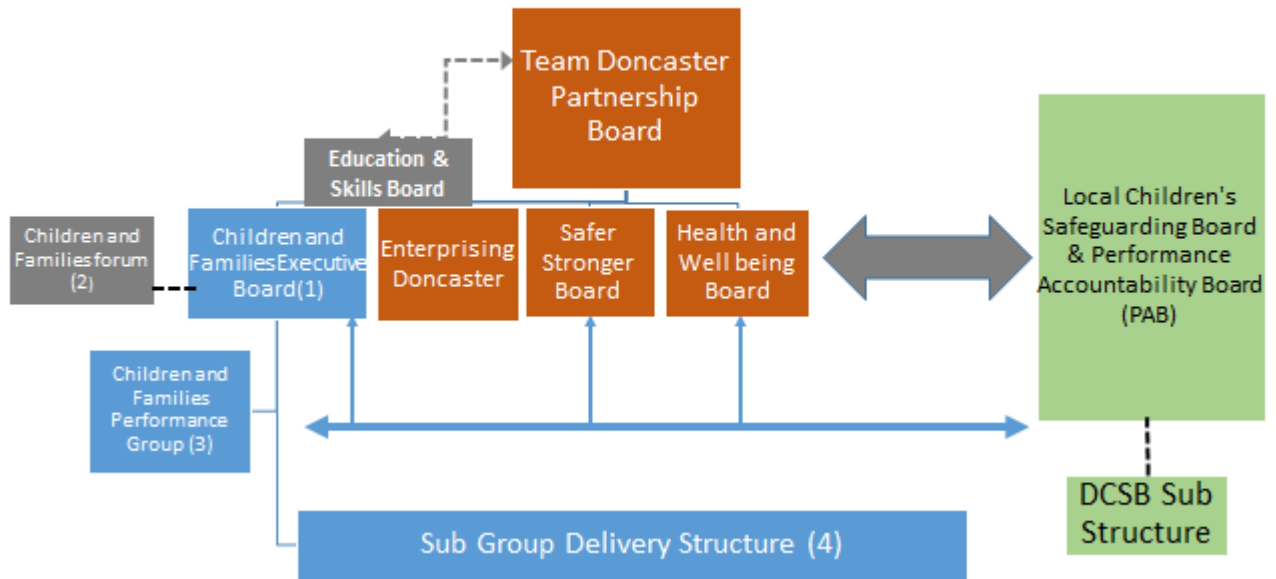 Team Doncaster
Partnership
Board
Education &
Skills Board
Children and
Families forum
(2)
Children and
FamiliesExecutive
Board(1)
Enterprising
Doncaster
Safer
Stronger
Board
Health and
Well being
Board
Local Children's
Safeguarding Board
& Performance
Accountability Board
(PAB)
Children and
Families
Performance
Group (3)
DCSB Sub
Structure
Sub Group Delivery Structure (4)